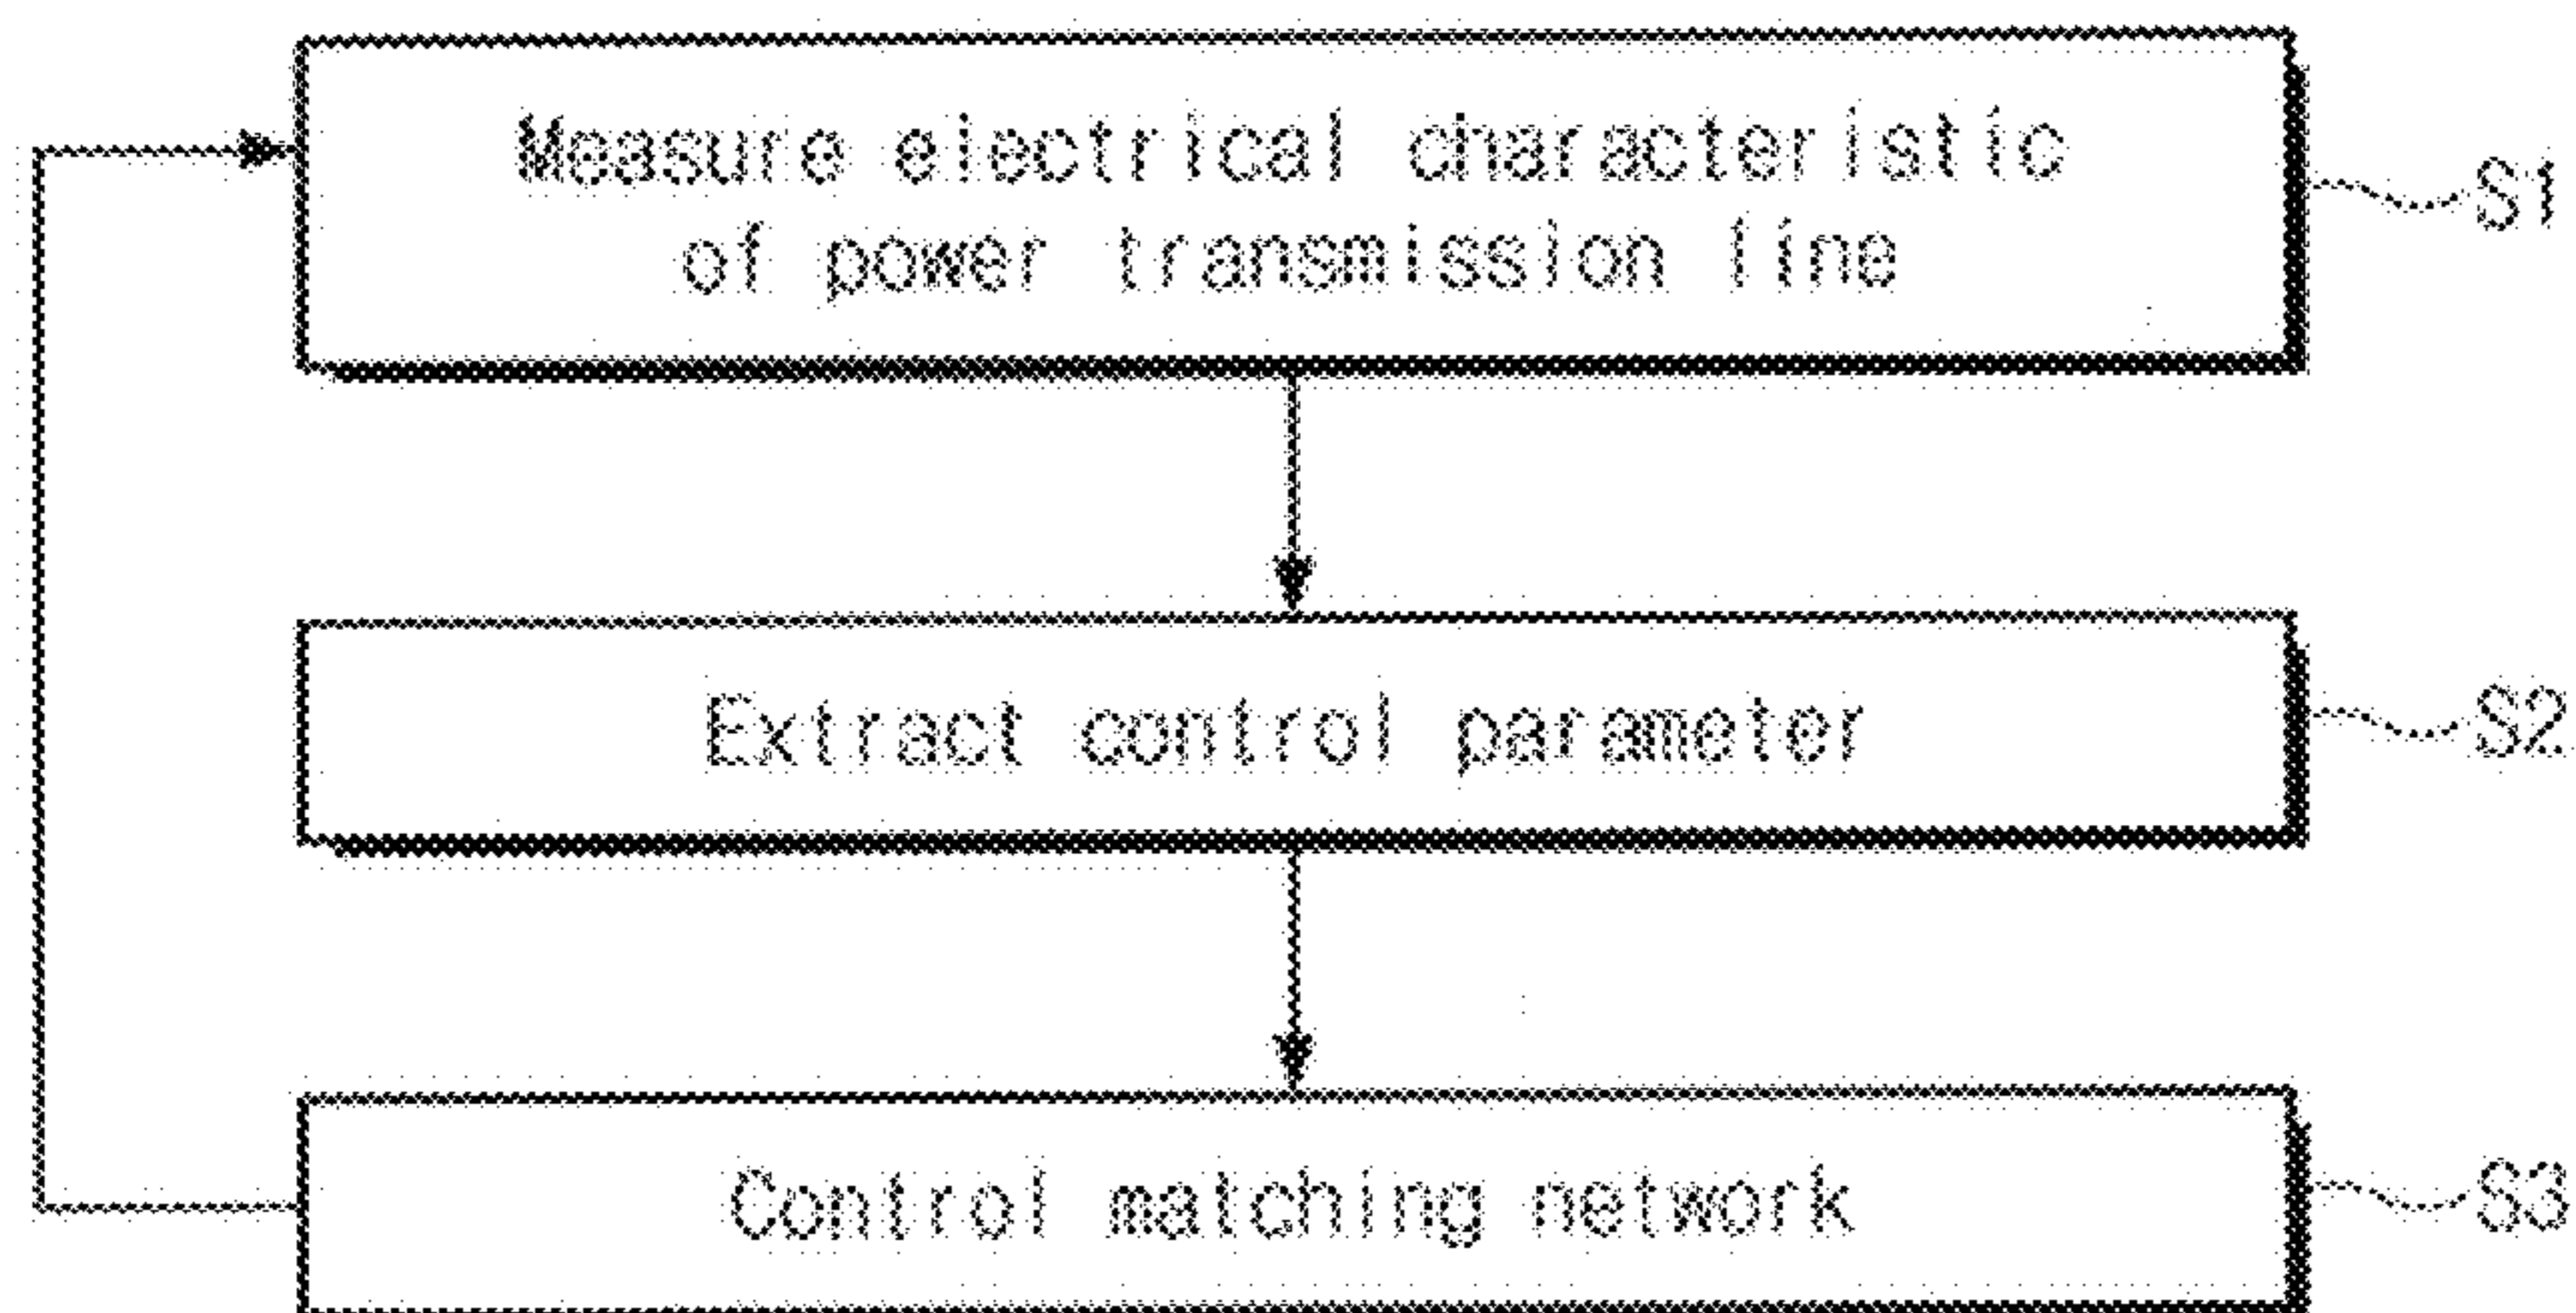 Measure electrical characteristic
of power transmission line
S1
Extract control parameter
S2
Control matching network
S3